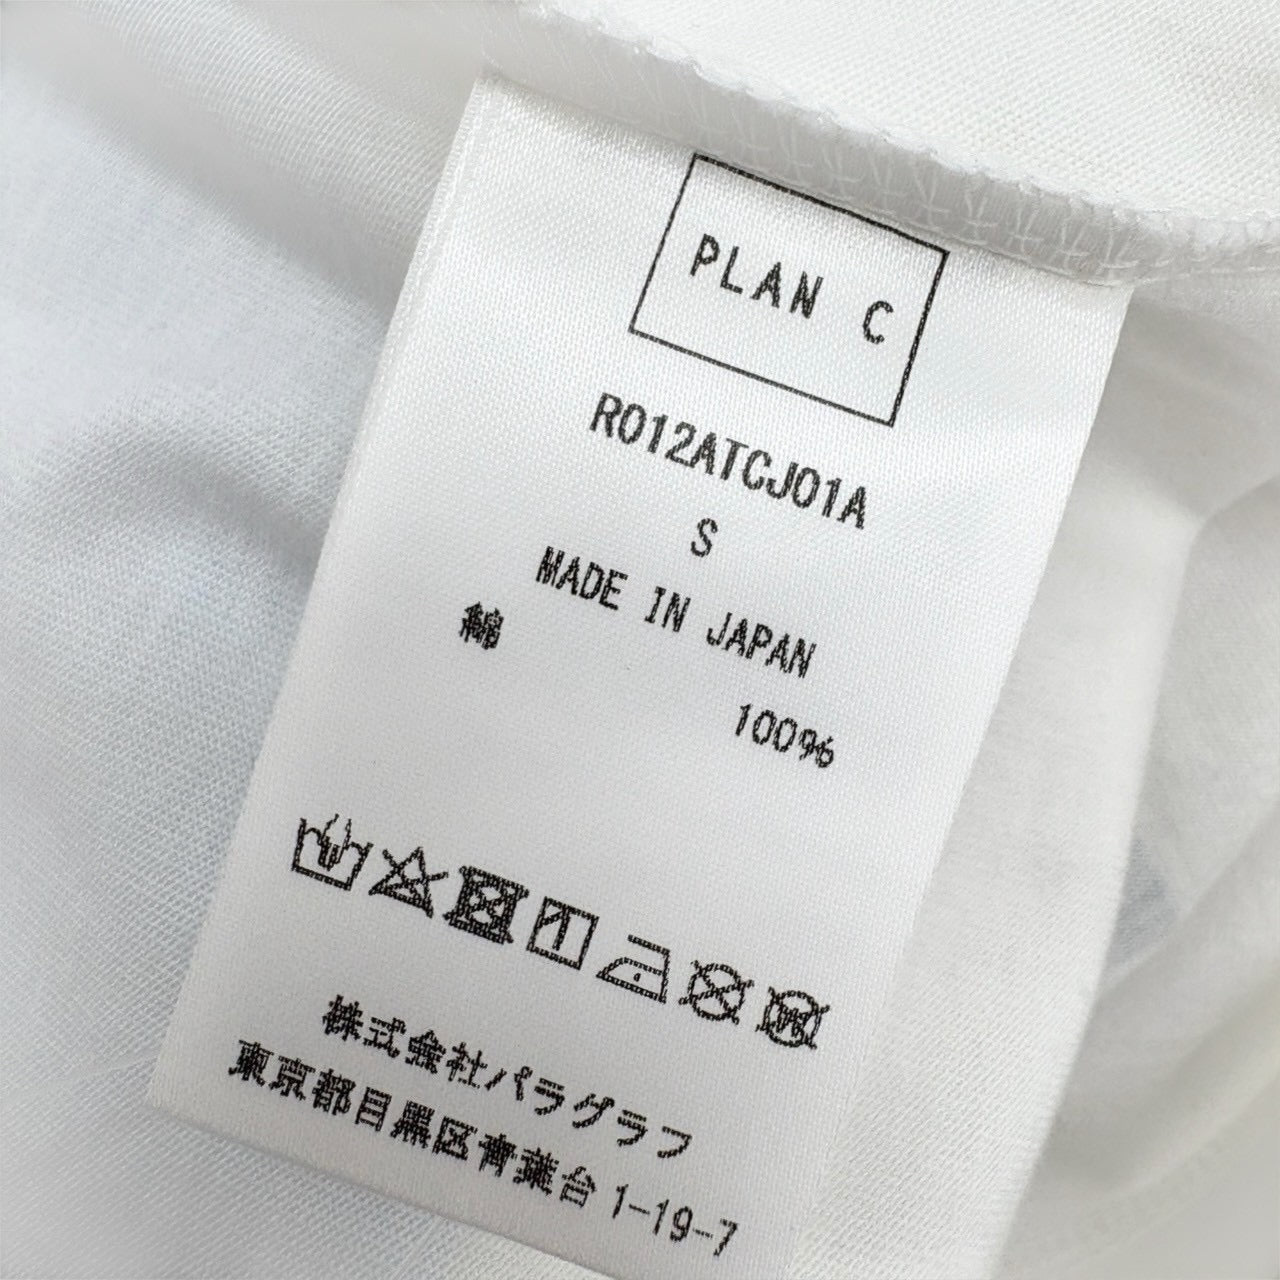 PLAN C
R012ATCJ01A
S
MADE IN JAPAN
綿
100%
株式会社パラグラフ
東京都目黒区青葉台 1-19-7